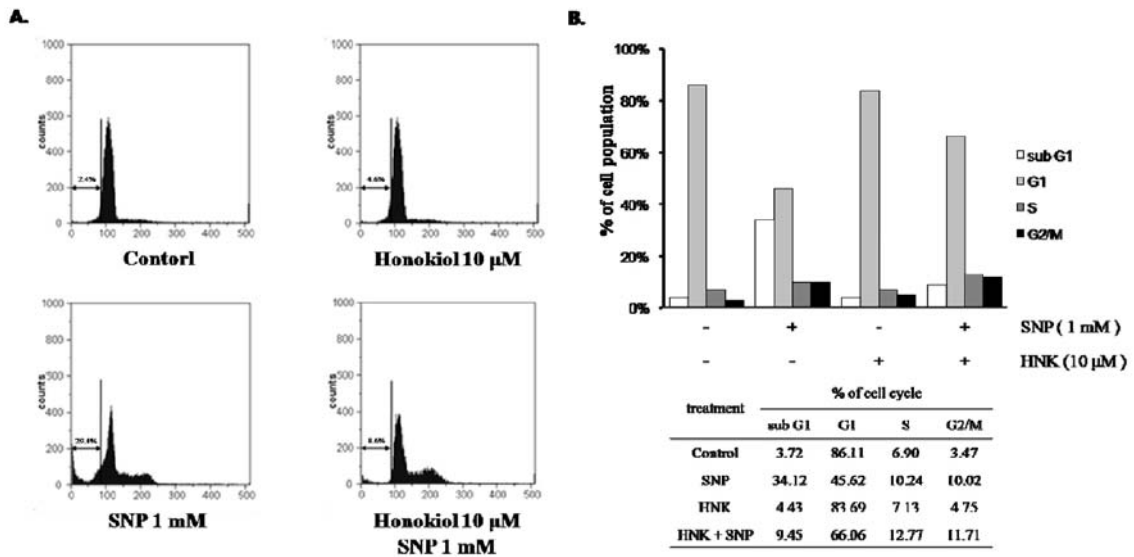 A.
1000
800
600
400
200
0
counts
2.4%
0 100 200 300 400 500
Contorl
1000
800
600
400
200
0
counts
4.6%
0 100 200 300 400 500
Honokiol 10 μM
1000
800
600
400
200
0
counts
0 100 200 300 400 500
SNP 1 mM
1000
800
600
400
200
0
counts
8.6%
0 100 200 300 400 500
Honokiol 10 μM
SNP 1 mM
B.
100%
80%
60%
40%
20%
0%
% of cell population
sub G1
G1
S
G2/M
- + - + SNP ( 1 mM )
- - + + HNK (10 μM)
treatment
% of cell cycle
sub G1 G1 S G2/M
Control 3.72 86.11 6.90 3.47
SNP 34.12 45.62 10.24 10.02
HNK 4.43 83.69 7.13 4.75
HNK + SNP 9.45 66.06 12.77 11.71